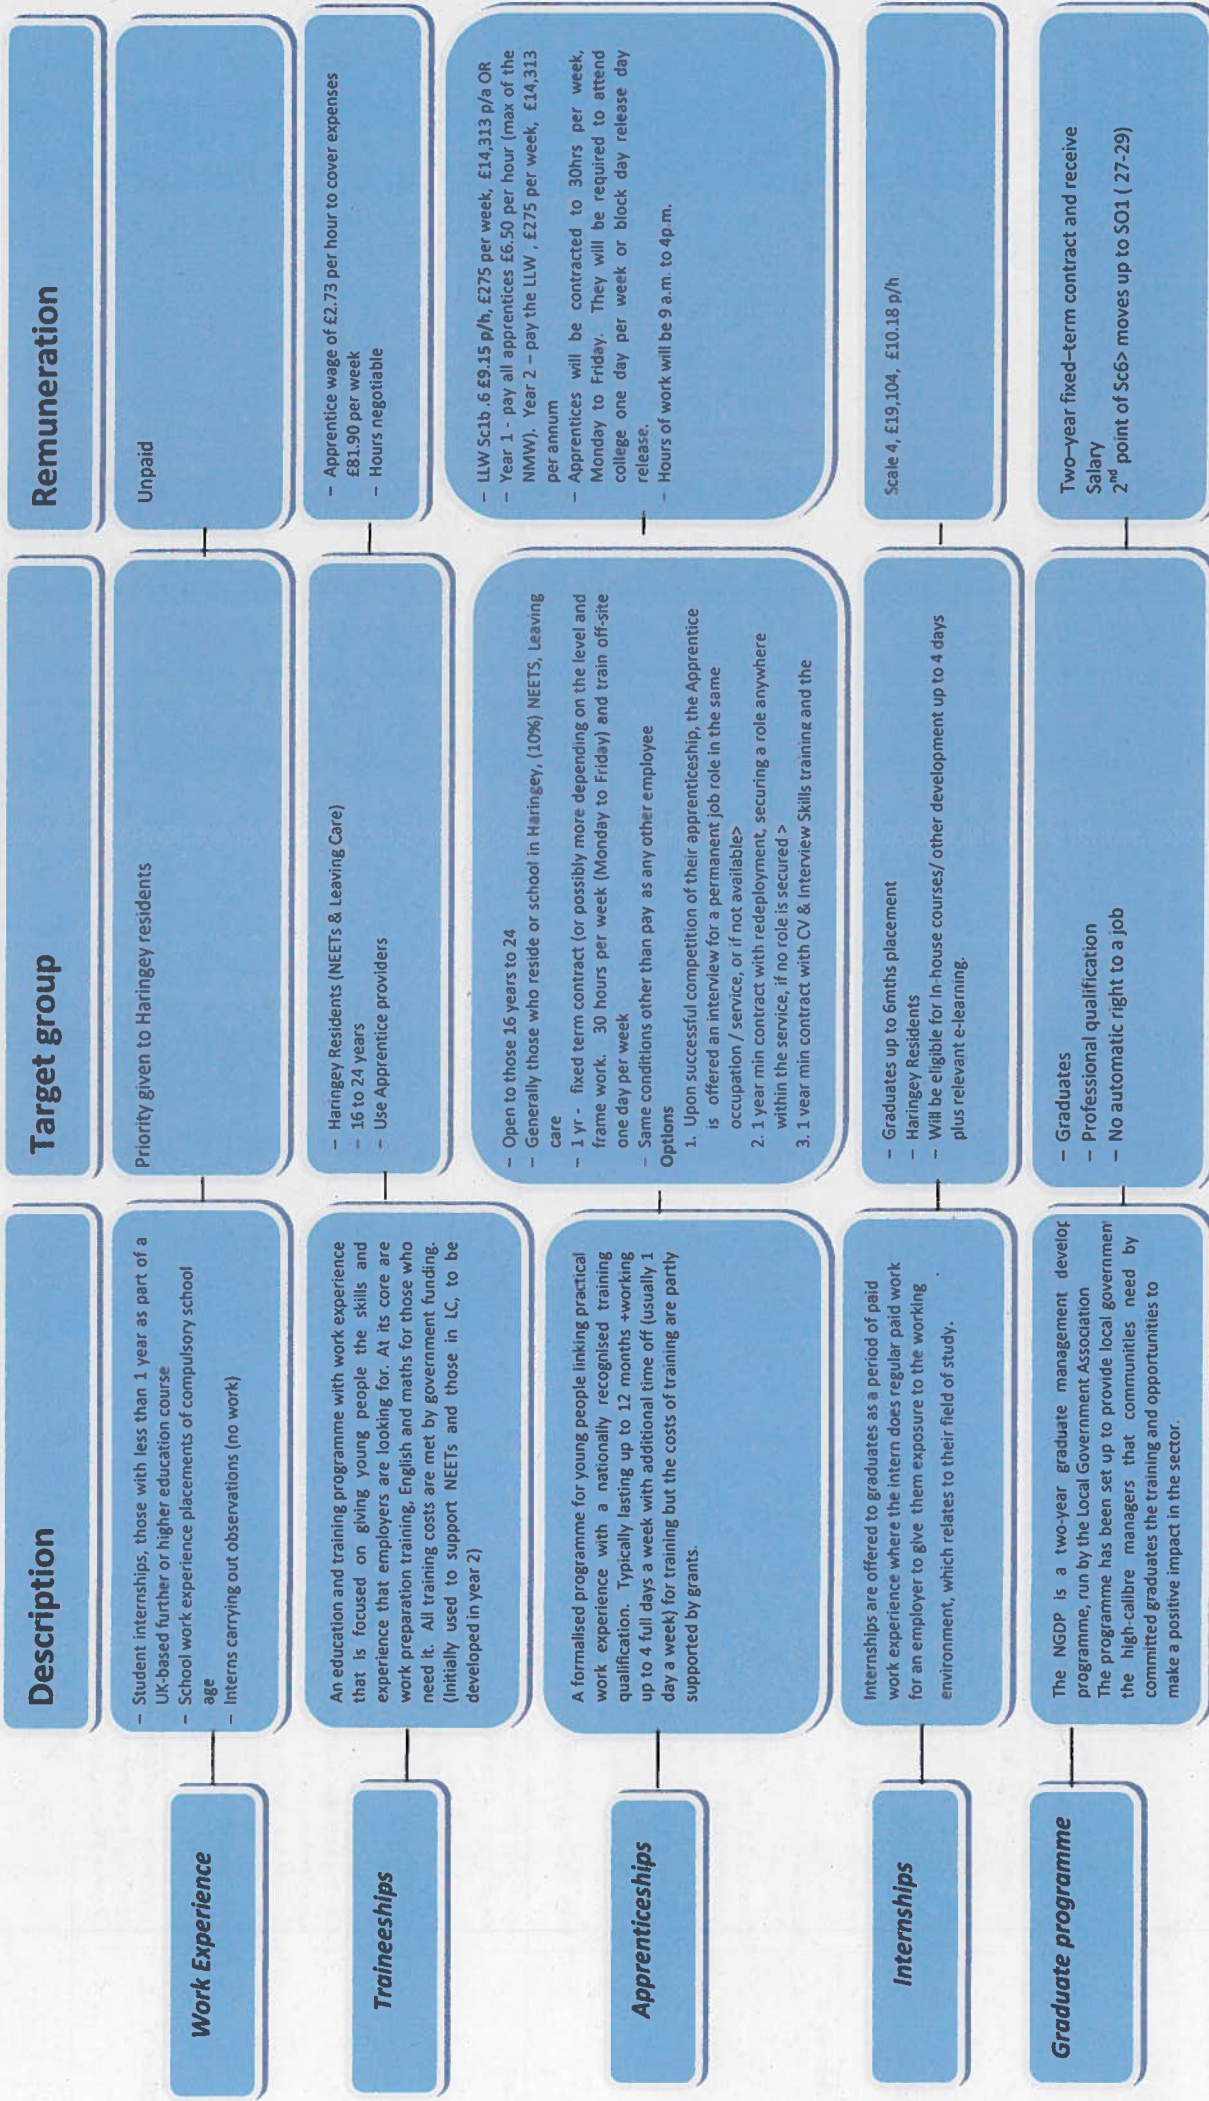 Description
Target group
Remuneration
Work Experience
– Student internships, those with less than 1 year as part of a
UK-based further or higher education course
– School work experience placements of compulsory school
age
– Interns carrying out observations (no work)
Priority given to Haringey residents
Unpaid
Traineeships
An education and training programme with work experience
that is focused on giving young people the skills and
experience that employers are looking for. At its core are
work preparation training, English and maths for those who
need it. All training costs are met by government funding.
(Initially used to support NEETs and those in LC, to be
developed in year 2)
– Haringey Residents (NEETs & Leaving Care)
– 16 to 24 years
– Use Apprentice providers
– Apprentice wage of £2.73 per hour to cover expenses
£81.90 per week
– Hours negotiable
Apprenticeships
A formalised programme for young people linking practical
work experience with a nationally recognised training
qualification. Typically lasting up to 12 months +working
up to 4 full days a week with additional time off (usually 1
day a week) for training but the costs of training are partly
supported by grants.
– Open to those 16 years to 24
– Generally those who reside or school in Haringey, (10%) NEETS, Leaving
care
– 1 yr - fixed term contract (or possibly more depending on the level and
frame work. 30 hours per week (Monday to Friday) and train off-site
one day per week
– Same conditions other than pay as any other employee
Options
1. Upon successful competition of their apprenticeship, the Apprentice
is offered an interview for a permanent job role in the same
occupation / service, or if not available>
2. 1 year min contract with redeployment, securing a role anywhere
within the service, if no role is secured >
3. 1 year min contract with CV & Interview Skills training and the
– LLW Sc1b .6 £9.15 p/h, £275 per week, £14,313 p/a OR
– Year 1 - pay all apprentices £6.50 per hour (max of the
NMW). Year 2 – pay the LLW , £275 per week, £14,313
per annum
– Apprentices will be contracted to 30hrs per week,
Monday to Friday. They will be required to attend
college one day per week or block day release day
release.
– Hours of work will be 9 a.m. to 4p.m.
Internships
Internships are offered to graduates as a period of paid
work experience where the intern does regular paid work
for an employer to give them exposure to the working
environment, which relates to their field of study.
– Graduates up to 6mths placement
– Haringey Residents
– Will be eligible for In-house courses/ other development up to 4 days
plus relevant e-learning.
Scale 4, £19,104, £10.18 p/h
Graduate programme
The NGDP is a two-year graduate management develop
programme, run by the Local Government Association
The programme has been set up to provide local governmen
the high-calibre managers that communities need by
committed graduates the training and opportunities to
make a positive impact in the sector.
– Graduates
– Professional qualification
– No automatic right to a job
Two–year fixed–term contract and receive
Salary
2nd point of Sc6> moves up to SO1 ( 27-29)